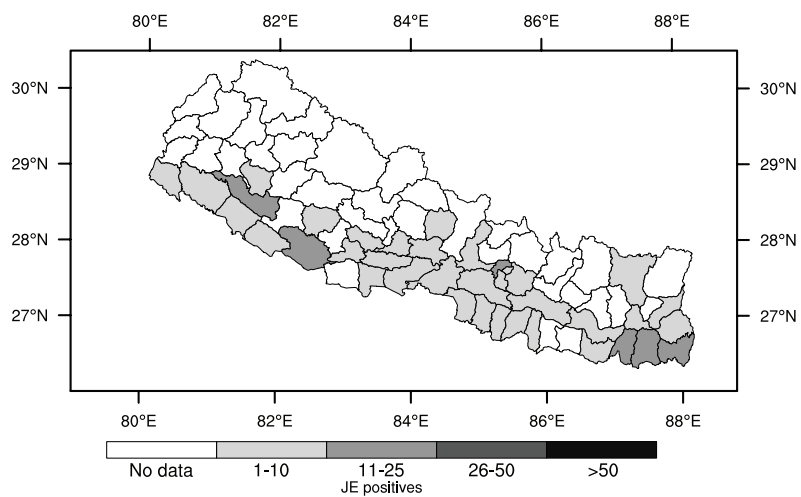 80°E 82°E 84°E 86°E 88°E
30°N 30°N
29°N 29°N
28°N 28°N
27°N 27°N
80°E 82°E 84°E 86°E 88°E
No data 1-10 11-25 26-50 >50
JE positives